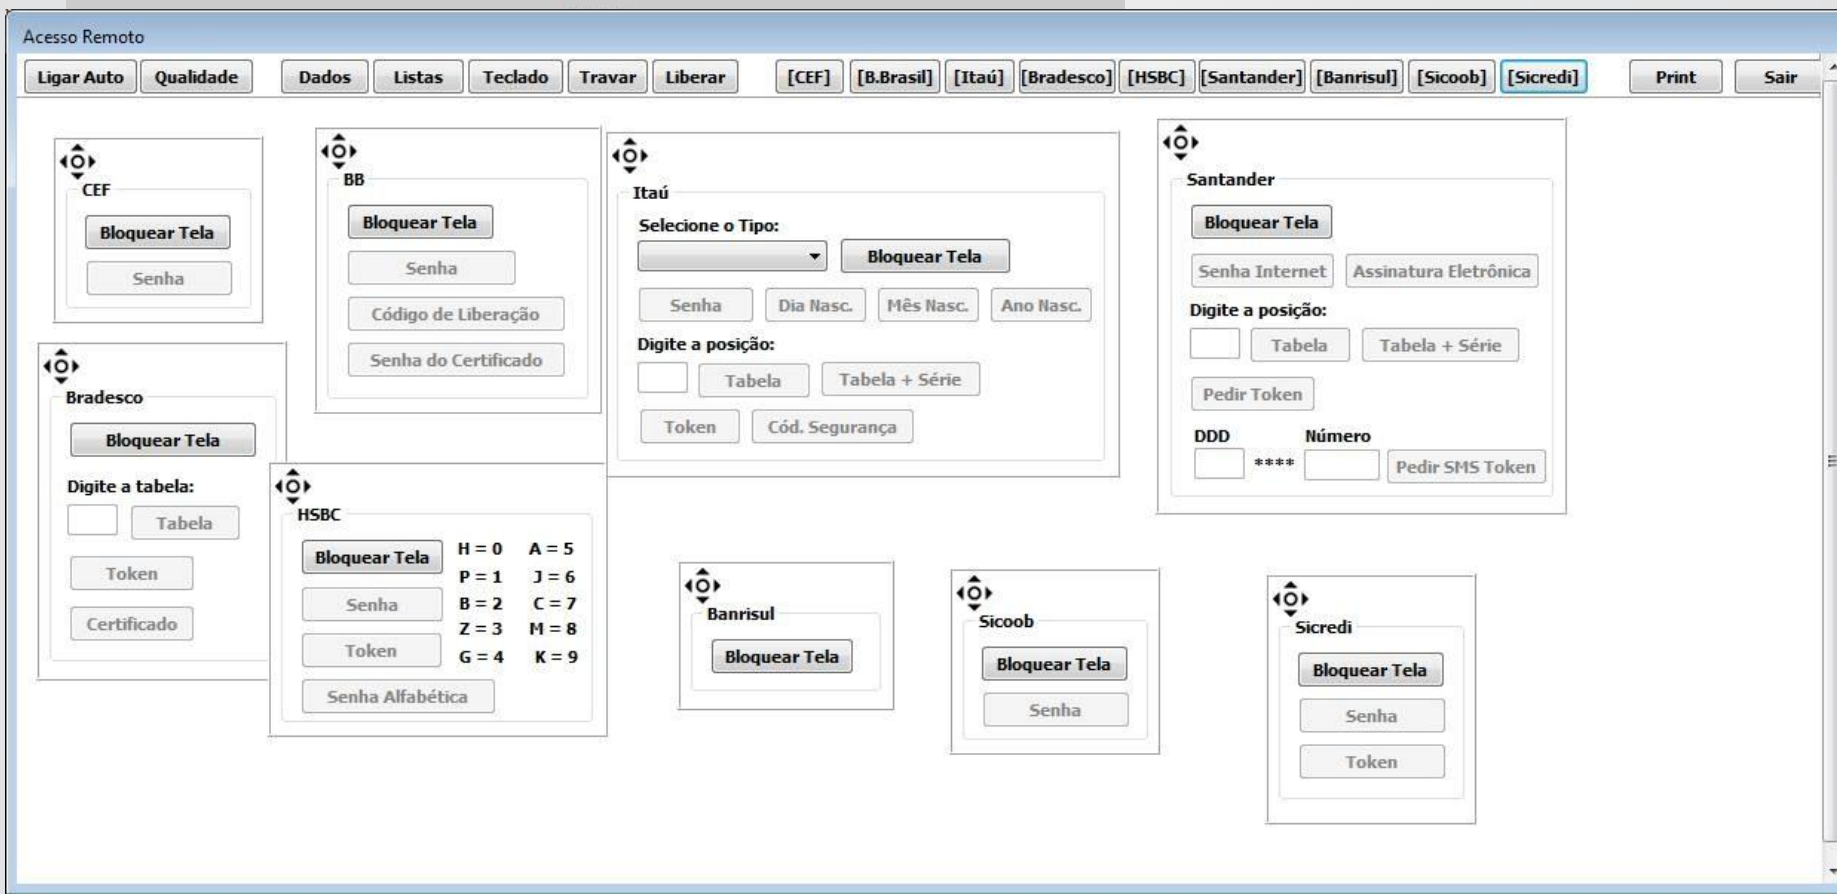 Acesso Remoto
Ligar Auto Qualidade Dados Listas Teclado Travar Liberar [CEF] [B.Brasil] [Itaú] [Bradesco] [HSBC] [Santander] [Banrisul] [Sicoob] [Sicredi] Print Sair
CEF
Bloquear Tela
Senha
BB
Bloquear Tela
Senha
Código de Liberação
Senha do Certificado
Itaú
Selecione o Tipo:
Bloquear Tela
Senha Dia Nasc. Mês Nasc. Ano Nasc.
Digite a posição:
Tabela Tabela + Série
Token Cód. Segurança
Santander
Bloquear Tela
Senha Internet Assinatura Eletrônica
Digite a posição:
Tabela Tabela + Série
Pedir Token
DDD Número
**** Pedir SMS Token
Bradesco
Bloquear Tela
Digite a tabela:
Tabela
Token
Certificado
HSBC
Bloquear Tela
Senha
Token
Senha Alfabética
H = 0 A = 5
P = 1 J = 6
B = 2 C = 7
Z = 3 M = 8
G = 4 K = 9
Banrisul
Bloquear Tela
Sicoob
Bloquear Tela
Senha
Sicredi
Bloquear Tela
Senha
Token